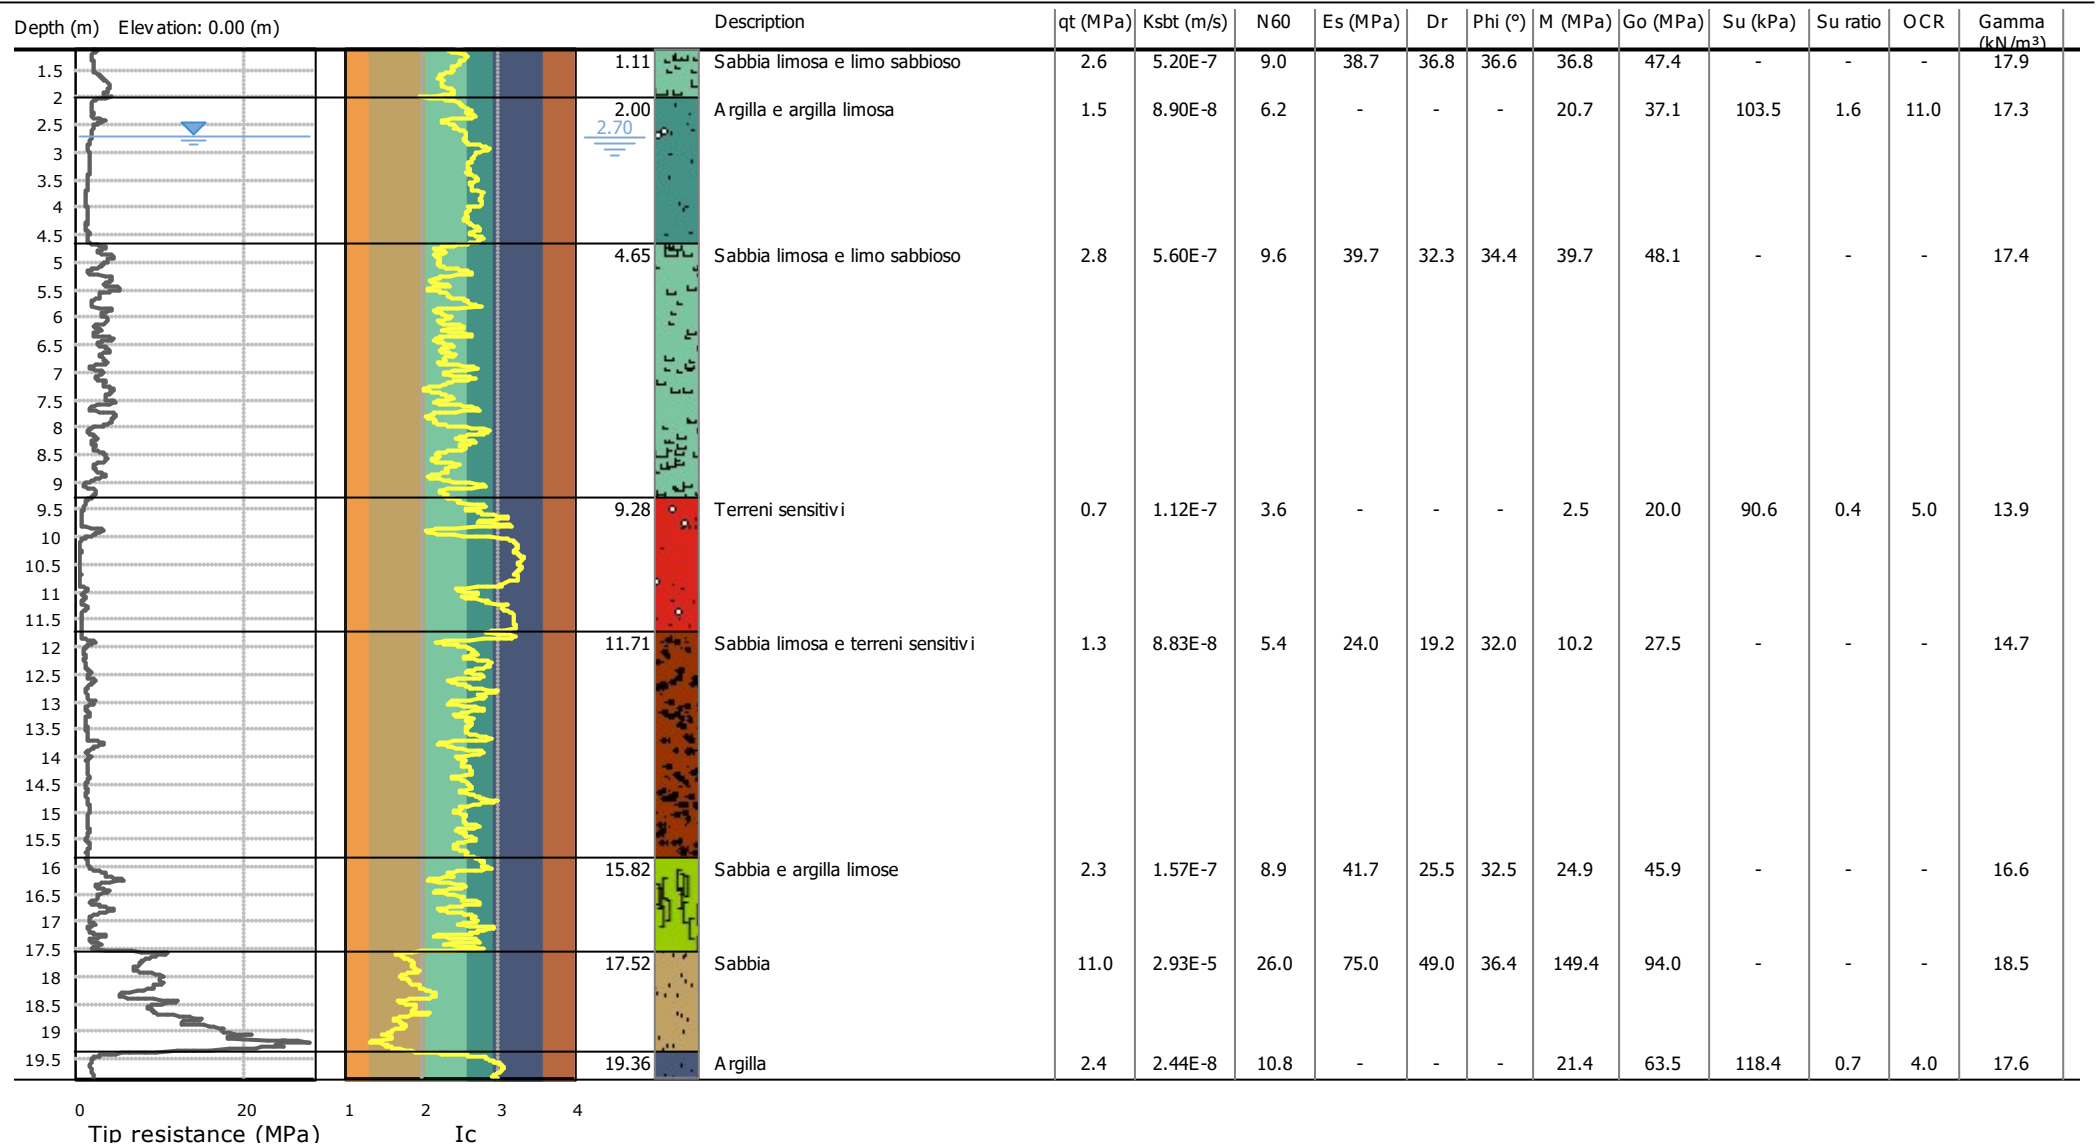 Depth (m) Elevation: 0.00 (m) Description qt (MPa) Ksbt (m/s) N60 Es (MPa) Dr Phi (°) M (MPa) Go (MPa) Su (kPa) Su ratio OCR Gamma
(kN/m³)
1.11 Sabbia limosa e limo sabbioso 2.6 5.20E-7 9.0 38.7 36.8 36.6 36.8 47.4 - - - 17.9
1.5
2
2.00 Argilla e argilla limosa 1.5 8.90E-8 6.2 - - - 20.7 37.1 103.5 1.6 11.0 17.3
2.5
2.70
3
3.5
4
4.5
4.65 Sabbia limosa e limo sabbioso 2.8 5.60E-7 9.6 39.7 32.3 34.4 39.7 48.1 - - - 17.4
5
5.5
6
6.5
7
7.5
8
8.5
9
9.5 9.28 Terreni sensitivi 0.7 1.12E-7 3.6 - - - 2.5 20.0 90.6 0.4 5.0 13.9
10
10.5
11
11.5
12 11.71 Sabbia limosa e terreni sensitivi 1.3 8.83E-8 5.4 24.0 19.2 32.0 10.2 27.5 - - - 14.7
12.5
13
13.5
14
14.5
15
15.5
16 15.82 Sabbia e argilla limose 2.3 1.57E-7 8.9 41.7 25.5 32.5 24.9 45.9 - - - 16.6
16.5
17
17.5
17.52 Sabbia 11.0 2.93E-5 26.0 75.0 49.0 36.4 149.4 94.0 - - - 18.5
18
18.5
19
19.5 19.36 Argilla 2.4 2.44E-8 10.8 - - - 21.4 63.5 118.4 0.7 4.0 17.6
0 20 1 2 3 4
Tip resistance (MPa) Ic